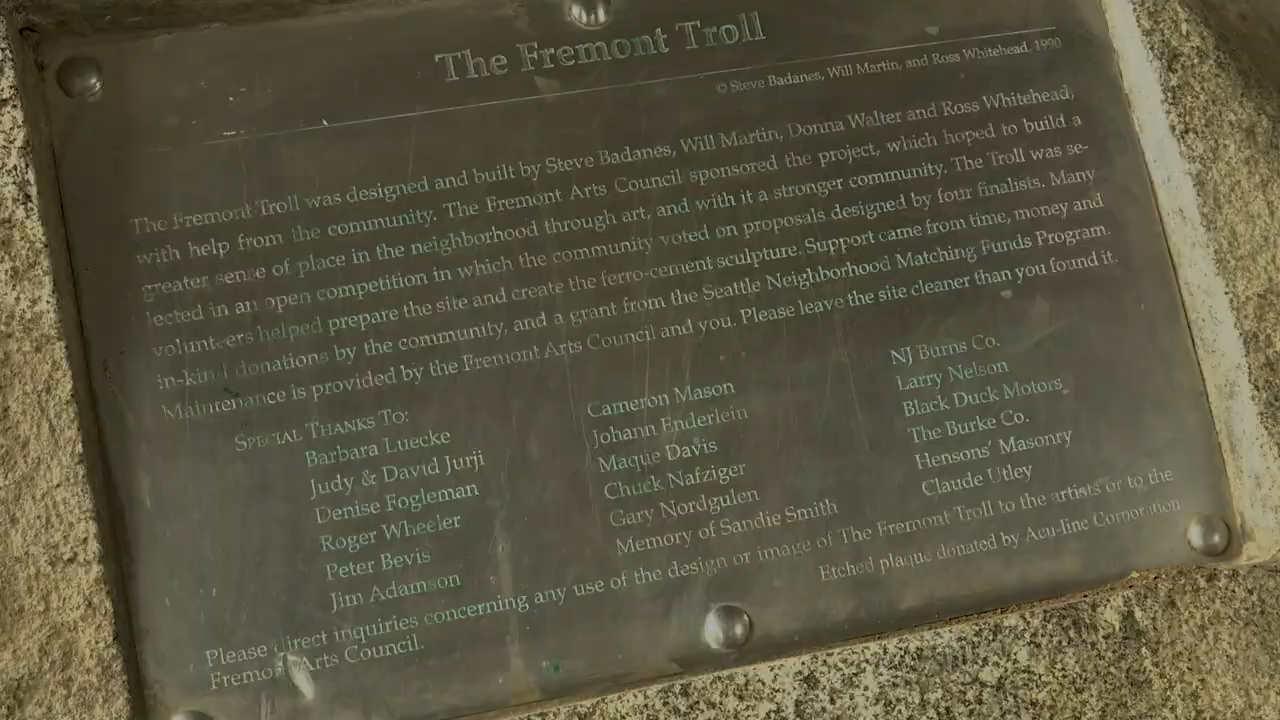 The Fremont Troll
© Steve Badanes, Will Martin, and Ross Whitehead, 1990
The Fremont Troll was designed and built by Steve Badanes, Will Martin, Donna Walter and Ross Whitehead,
with help from the community. The Fremont Arts Council sponsored the project, which hoped to build a
greater sense of place in the neighborhood through art, and with it a stronger community. The Troll was se-
lected in an open competition in which the community voted on proposals designed by four finalists. Many
volunteers helped prepare the site and create the ferro-cement sculpture. Support came from time, money and
in-kind donations by the community, and a grant from the Seattle Neighborhood Matching Funds Program.
Maintenance is provided by the Fremont Arts Council and you. Please leave the site cleaner than you found it.
SPECIAL THANKS TO:
Barbara Luecke
Judy & David Jurji
Denise Fogleman
Roger Wheeler
Peter Bevis
Jim Adamson
Cameron Mason
Johann Enderlein
Maque Davis
Chuck Nafziger
Gary Nordgulen
Memory of Sandie Smith
NJ Burns Co.
Larry Nelson
Black Duck Motors
The Burke Co.
Hensons' Masonry
Claude Utley
Please direct inquiries concerning any use of the design or image of The Fremont Troll to the artists or to the
Fremont Arts Council.
Etched plaque donated by Acu-line Corporation